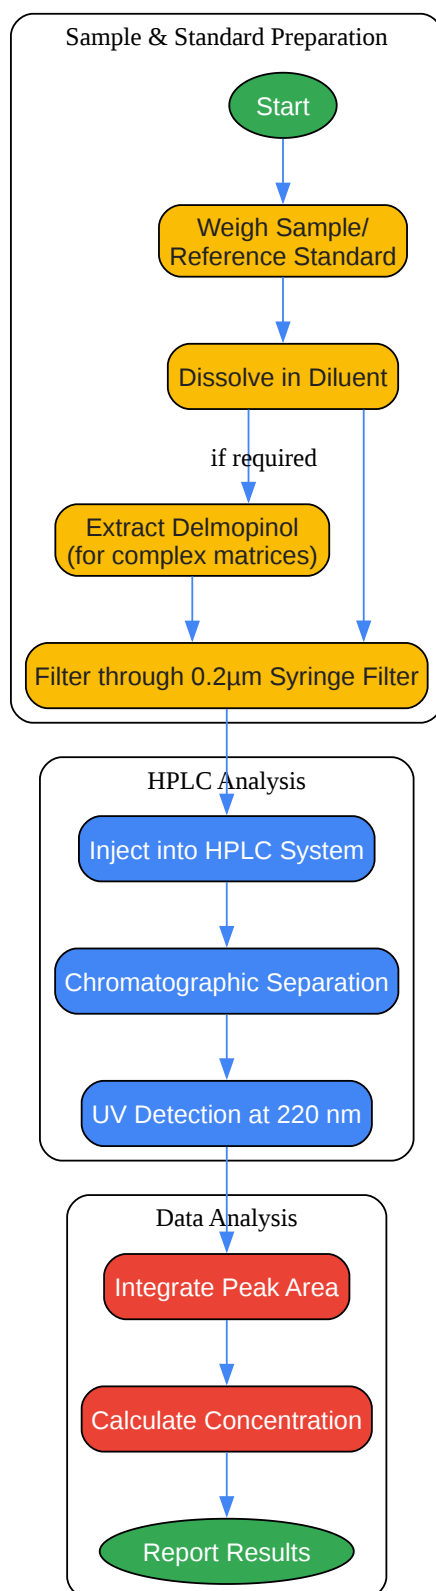 Sample & Standard Preparation
Start
Weigh Sample/
Reference Standard
Dissolve in Diluent
if required
Extract Delmopinol
(for complex matrices)
Filter through 0.2µm Syringe Filter
HPLC Analysis
Inject into HPLC System
Chromatographic Separation
UV Detection at 220 nm
Data Analysis
Integrate Peak Area
Calculate Concentration
Report Results